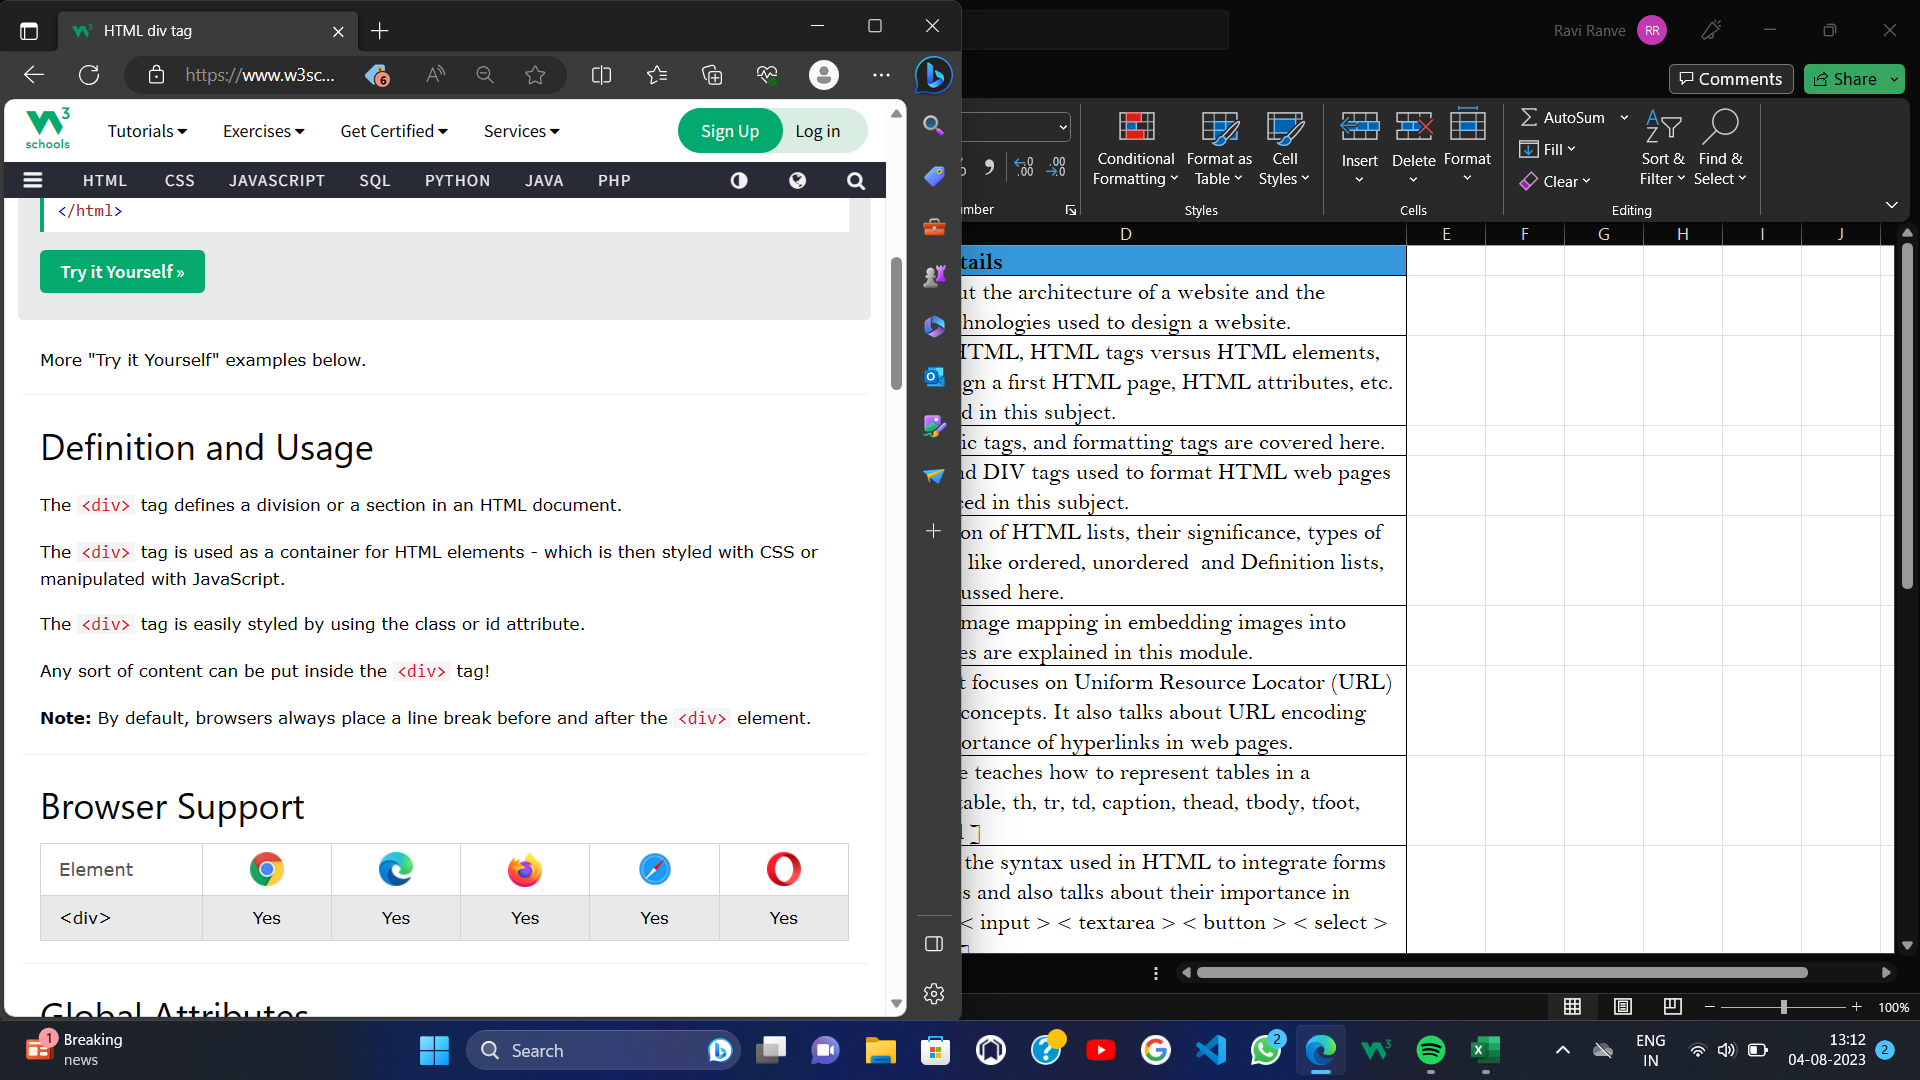 HTML div tag
https://www.w3sc...
6
3
schools
Tutorials
Exercises
Get Certified
Services
Sign Up
Log in
HTML
CSS
JAVASCRIPT
SQL
PYTHON
JAVA
PHP
</html>
Try it Yourself »
More "Try it Yourself" examples below.
Definition and Usage
The <div> tag defines a division or a section in an HTML document.
The <div> tag is used as a container for HTML elements - which is then styled with CSS or
manipulated with JavaScript.
The <div> tag is easily styled by using the class or id attribute.
Any sort of content can be put inside the <div> tag!
Note: By default, browsers always place a line break before and after the <div> element.
Browser Support
Element
<div> Yes Yes Yes Yes Yes
Global Attributes
Ravi Ranve RR
Comments
Share
Conditional
Formatting
Format as
Table
Cell
Styles
Insert
Delete
Format
AutoSum
Fill
Clear
Sort &
Filter
Find &
Select
mber
Styles
Cells
Editing
D E F G H I J
tails
ut the architecture of a website and the
hnologies used to design a website.
HTML, HTML tags versus HTML elements,
gn a first HTML page, HTML attributes, etc.
d in this subject.
ic tags, and formatting tags are covered here.
nd DIV tags used to format HTML web pages
ced in this subject.
on of HTML lists, their significance, types of
like ordered, unordered  and Definition lists,
ussed here.
mage mapping in embedding images into
es are explained in this module.
t focuses on Uniform Resource Locator (URL)
concepts. It also talks about URL encoding
ortance of hyperlinks in web pages.
e teaches how to represent tables in a
table, th, tr, td, caption, thead, tbody, tfoot,
]
the syntax used in HTML to integrate forms
s and also talks about their importance in
< input > < textarea > < button > < select >
100%
1
Breaking
news
Search
2
ENG
IN
13:12
04-08-2023
2